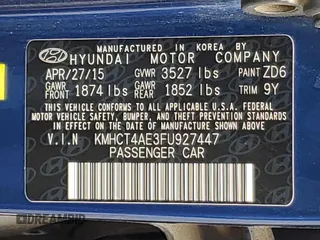 MANUFACTURED IN KOREA BY
HYUNDAI MOTOR COMPANY
APR/27/15 GVWR 3527 lbs PAINT ZD6
GAWR FRONT 1874 lbs GAWR REAR 1852 lbs TRIM 9Y
THIS VEHICLE CONFORMS TO ALL APPLICABLE U.S.A. FEDERAL
MOTOR VEHICLE SAFETY, BUMPER, AND THEFT PREVENTION STANDARDS
IN EFFECT ON THE DATE OF MANUFACTURE SHOWN ABOVE.
V.I.N KMHCT4AE3FU927447
PASSENGER CAR
DREAMBID